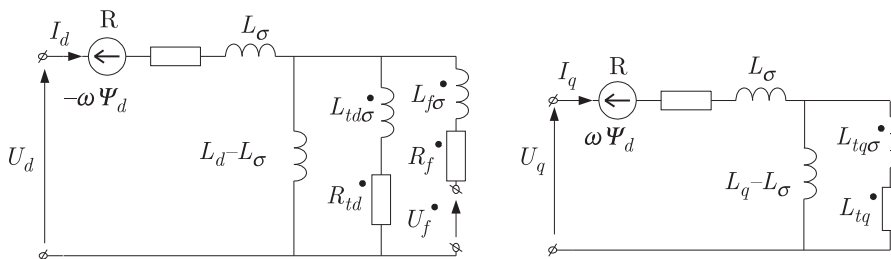 R
L_σ
I_d
−ωΨ_d
L_tdσ^•
L_fσ^•
U_d
L_d−L_σ
R_f^•
R_td^•
U_f^•
R
L_σ
I_q
ωΨ_d
L_tqσ^•
U_q
L_q−L_σ
L_tq^•